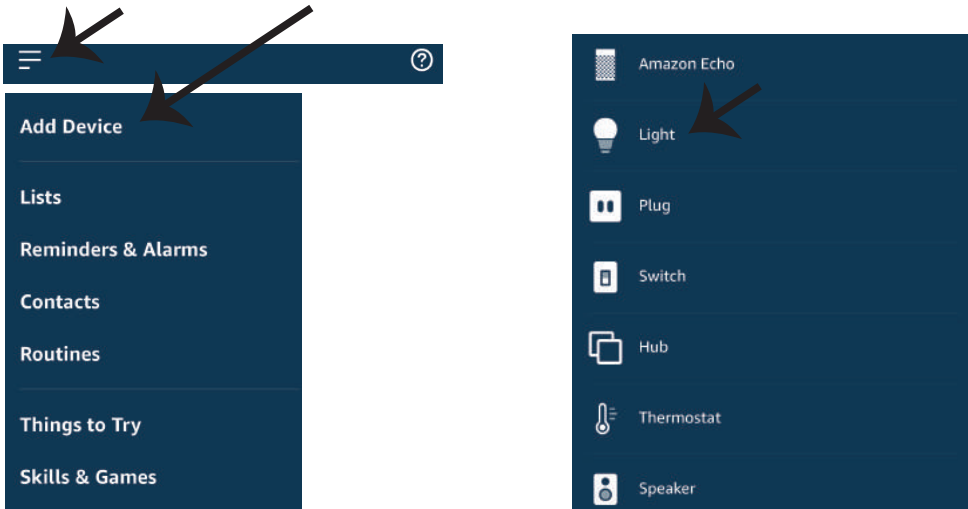 Add Device
Lists
Reminders & Alarms
Contacts
Routines
Things to Try
Skills & Games
Amazon Echo
Light
Plug
Switch
Hub
Thermostat
Speaker